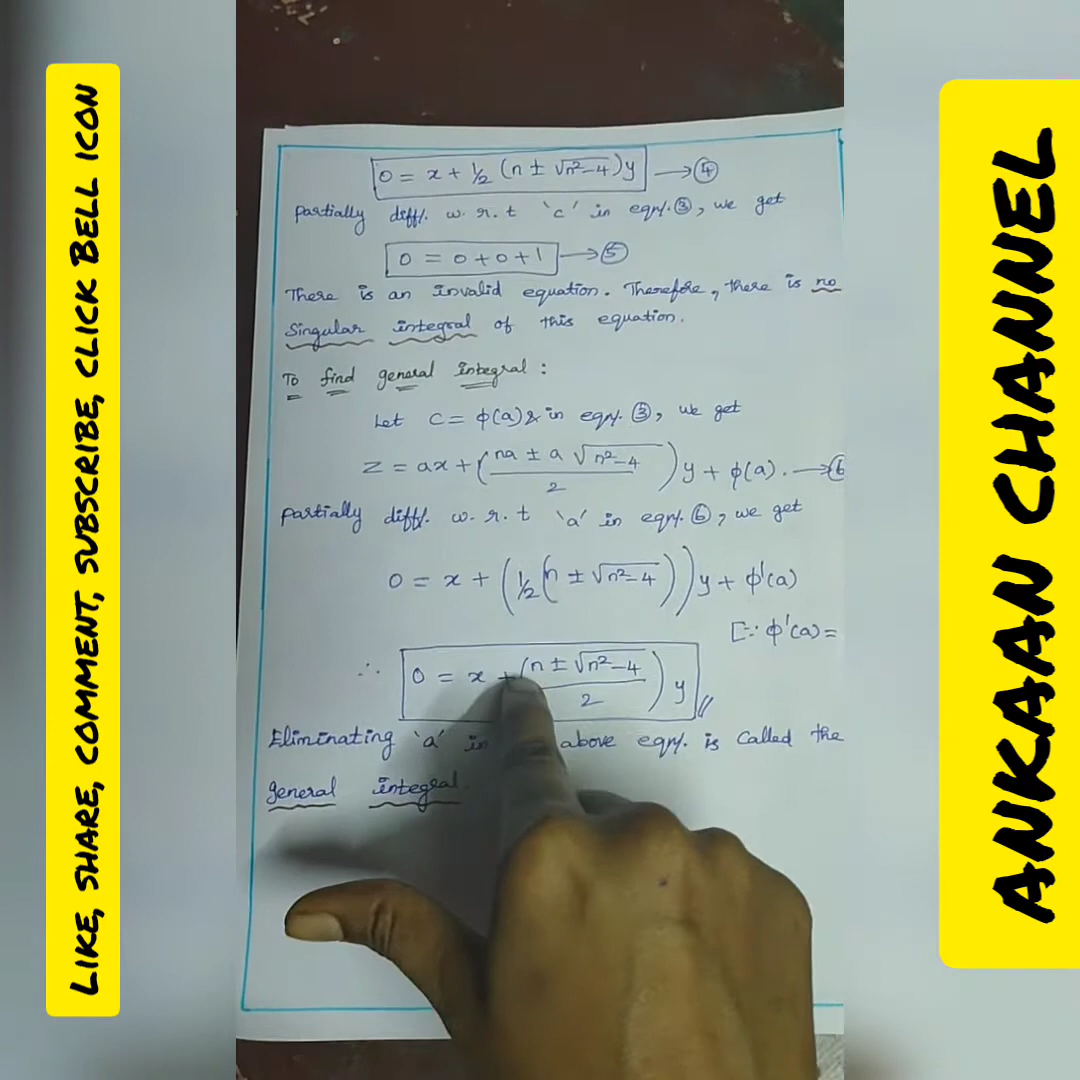 LIKE, SHARE, COMMENT, SUBSCRIBE, CLICK BELL ICON
0 = x + 1/2 (n ± √n²-4) y → ④
Partially diff. w.r.t 'c' in eqn. ③, we get
0 = 0 + 0 + 1 → ⑤
There is an invalid equation. Therefore, there is no
Singular integral of this equation.
To find general integral :
Let c = φ(a) & in eqn. ③, we get
z = ax + (na ± a √n²-4 / 2) y + φ(a). → ⑥
Partially diff. w.r.t 'a' in eqn. ⑥, we get
0 = x + (1/2 (n ± √n²-4)) y + φ'(a)
[∵ φ'(a) =
∴ 0 = x + (n ± √n²-4 / 2) y //
Eliminating 'a' in above eqn. is called the
general integral
ANKAAN CHANNEL